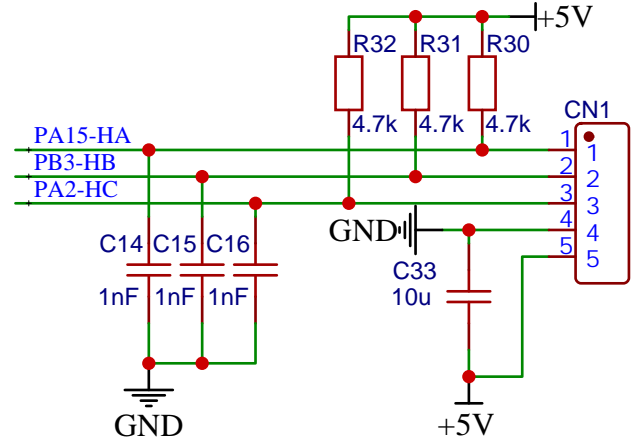 +5V
R32 R31 R30
4.7k 4.7k 4.7k
CN1
PA15-HA
PB3-HB
PA2-HC
1 1
2 2
3 3
4 4
5 5
GND
C14 C15 C16
1nF 1nF 1nF
C33
10u
GND
+5V